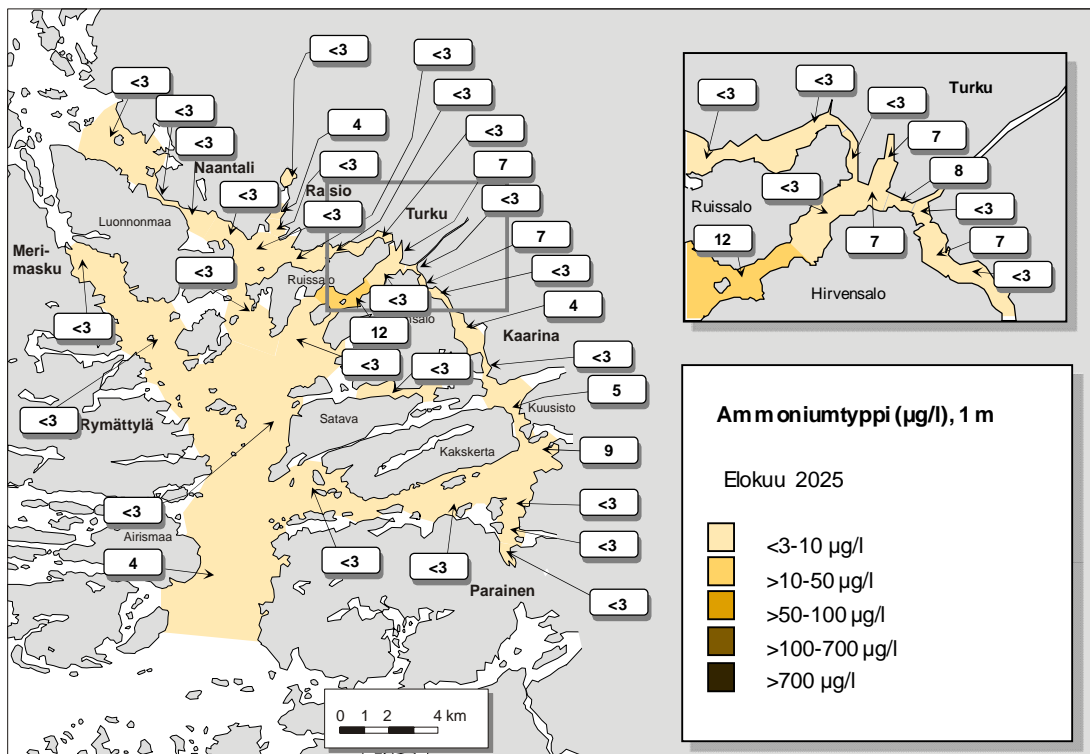 <3
<3
<3
<3
<3
4
<3
<3
Naantali
<3
Raisio
7
<3
<3
<3
Turku
Luonnonmaa
7
Meri-
masku
Ruissalo
<3
<3
<3
<3
12
4
Kaarina
<3
<3
<3
5
Satava
Kuusisto
<3
Rymättylä
Kakskerta
9
<3
<3
Airismaa
<3
4
<3
<3
Parainen
<3
0 1 2 4 km
<3
<3
<3
Turku
7
8
<3
Ruissalo
<3
12
7
7
<3
Hirvensalo
Ammoniumtyppi (µg/l), 1 m
Elokuu 2025
<3-10 µg/l
>10-50 µg/l
>50-100 µg/l
>100-700 µg/l
>700 µg/l